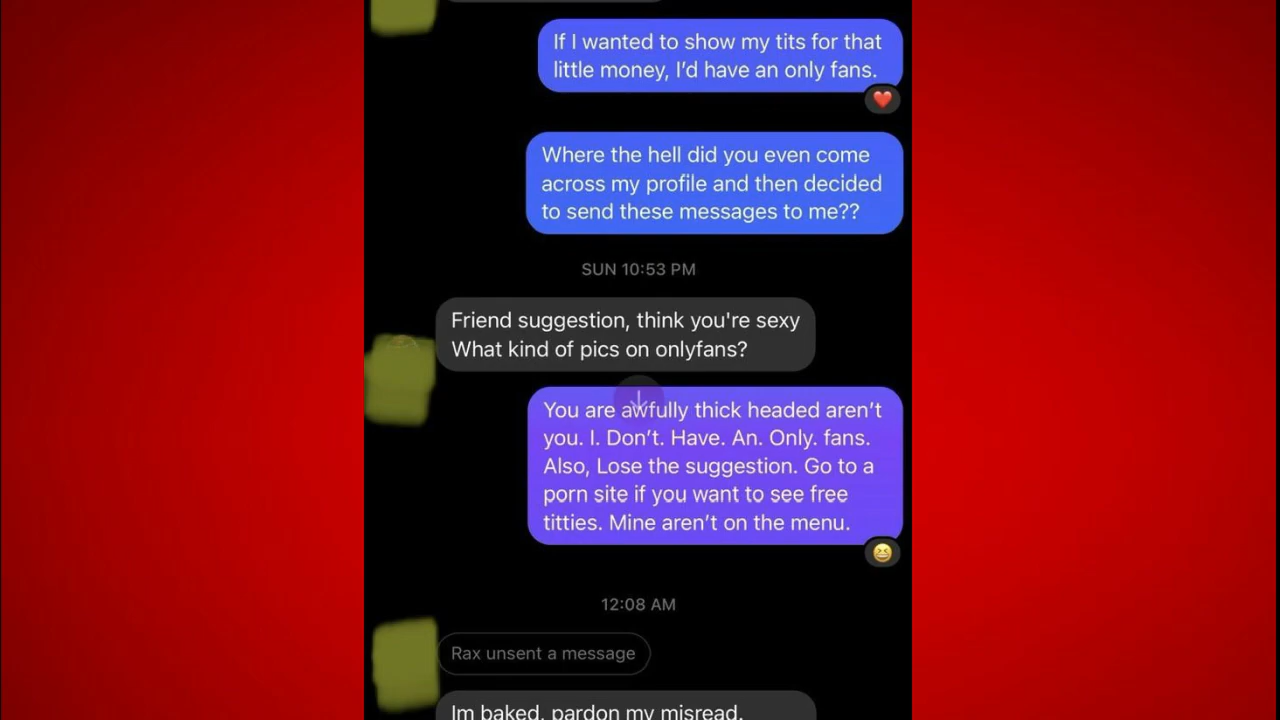 If I wanted to show my tits for that
little money, I’d have an only fans.
Where the hell did you even come
across my profile and then decided
to send these messages to me??
SUN 10:53 PM
Friend suggestion, think you're sexy
What kind of pics on onlyfans?
You are awfully thick headed aren’t
you. I. Don’t. Have. An. Only. fans.
Also, Lose the suggestion. Go to a
porn site if you want to see free
titties. Mine aren’t on the menu.
12:08 AM
Rax unsent a message
Im baked, pardon my misread.